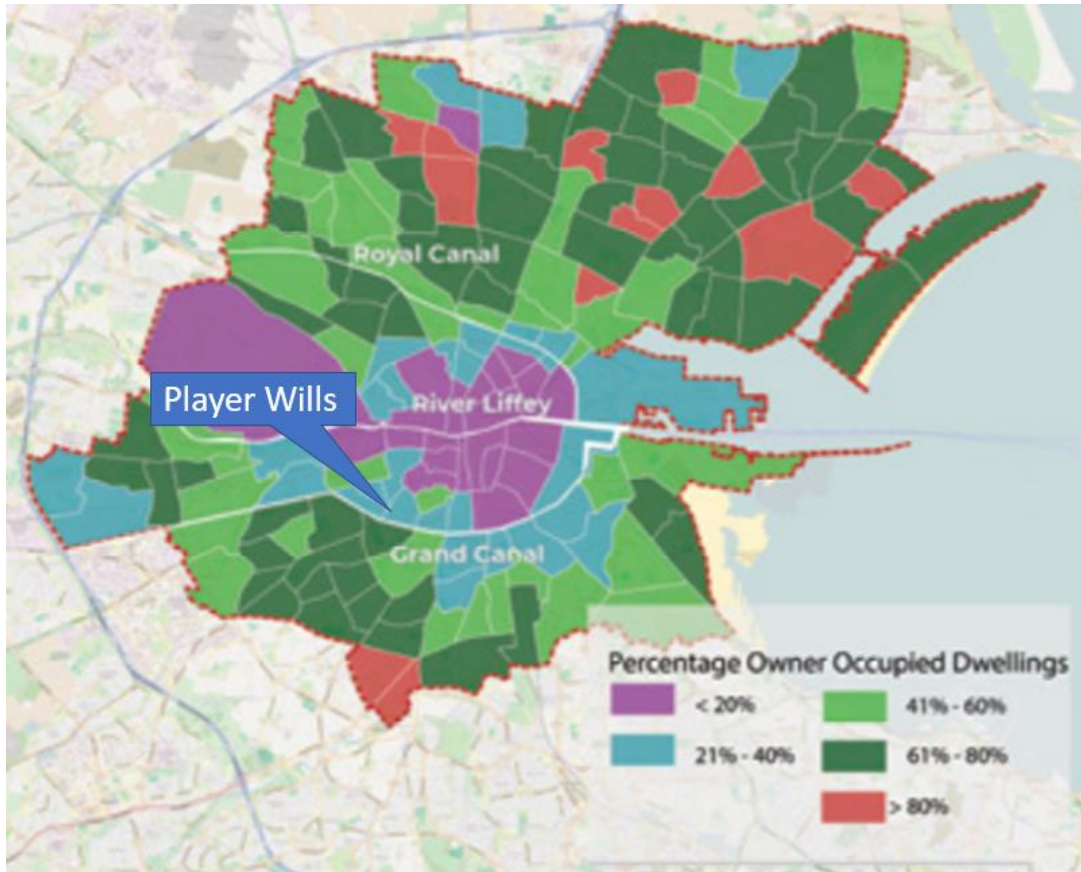 Royal Canal
Player Wills
River Liffey
Grand Canal
Percentage Owner Occupied Dwellings
< 20%
41% - 60%
21% - 40%
61% - 80%
> 80%